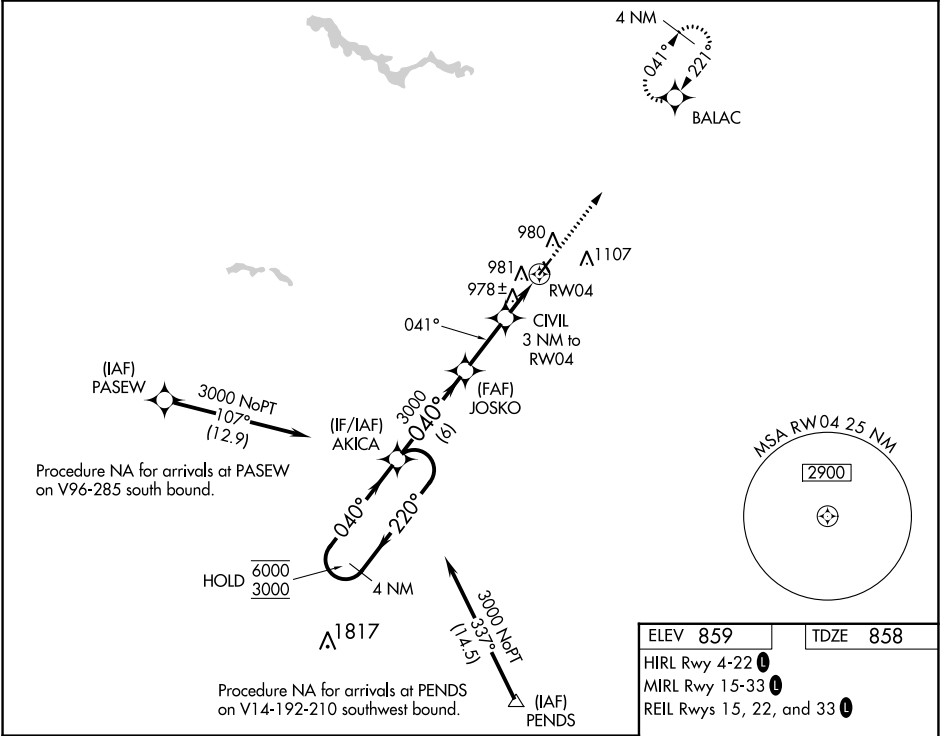 4 NM
041°
221°
BALAC
980
1107
981
978±
RW04
CIVIL
3 NM to
RW04
041°
(IAF)
PASEW
3000 NoPT
107°
(12.9)
(FAF)
JOSKO
3000
040°
(6)
(IF/IAF)
AKICA
Procedure NA for arrivals at PASEW
on V96-285 south bound.
040°
220°
HOLD 6000
3000
4 NM
1817
3000 NoPT
337°
(14.5)
Procedure NA for arrivals at PENDS
on V14-192-210 southwest bound.
(IAF)
PENDS
MSA RW04 25 NM
2900
ELEV 859 TDZE 858
HIRL Rwy 4-22 L
MIRL Rwy 15-33 L
REIL Rwys 15, 22, and 33 L